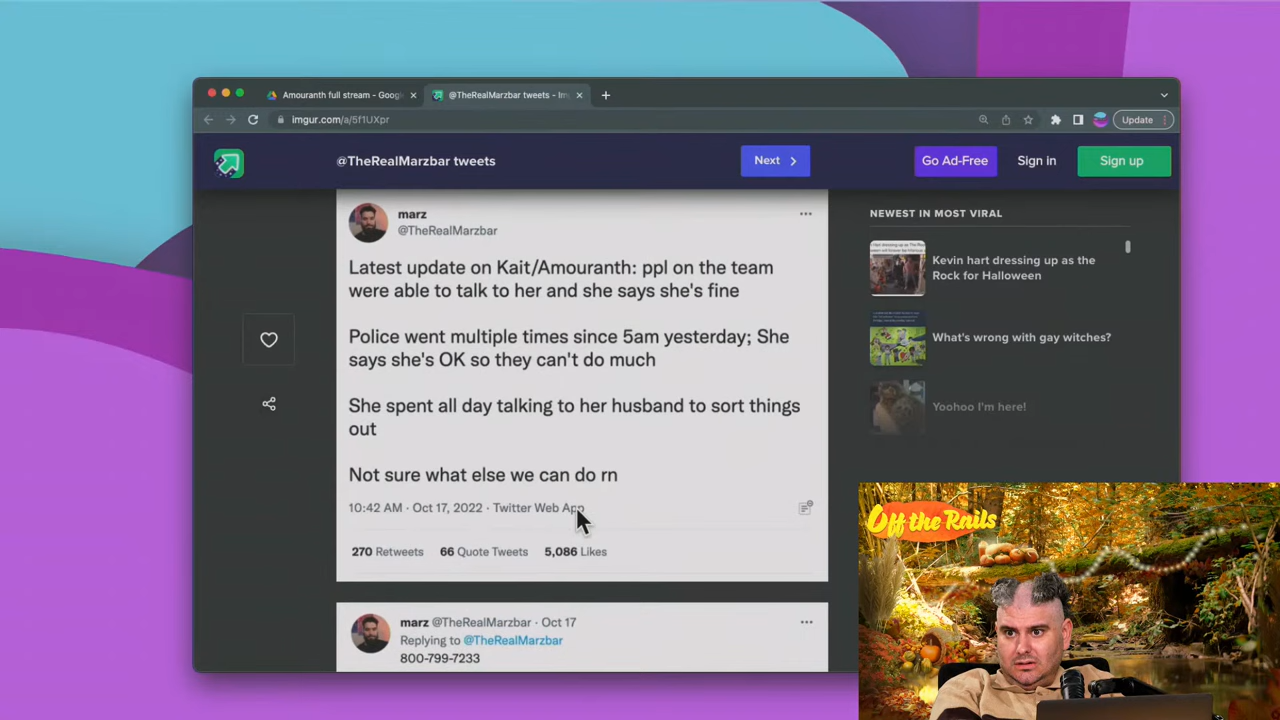 Amouranth full stream - Goog
@TheRealMarzbar tweets - Im
imgur.com/a/5f1UXpr
Update
@TheRealMarzbar tweets
Next
Go Ad-Free
Sign in
Sign up
marz
@TheRealMarzbar
Latest update on Kait/Amouranth: ppl on the team
were able to talk to her and she says she's fine
Police went multiple times since 5am yesterday; She
says she's OK so they can't do much
She spent all day talking to her husband to sort things
out
Not sure what else we can do rn
10:42 AM · Oct 17, 2022 · Twitter Web App
270 Retweets 66 Quote Tweets 5,086 Likes
marz @TheRealMarzbar · Oct 17
Replying to @TheRealMarzbar
800-799-7233
NEWEST IN MOST VIRAL
Kevin hart dressing up as the
Rock for Halloween
What's wrong with gay witches?
Yoohoo I'm here!
Off the Rails